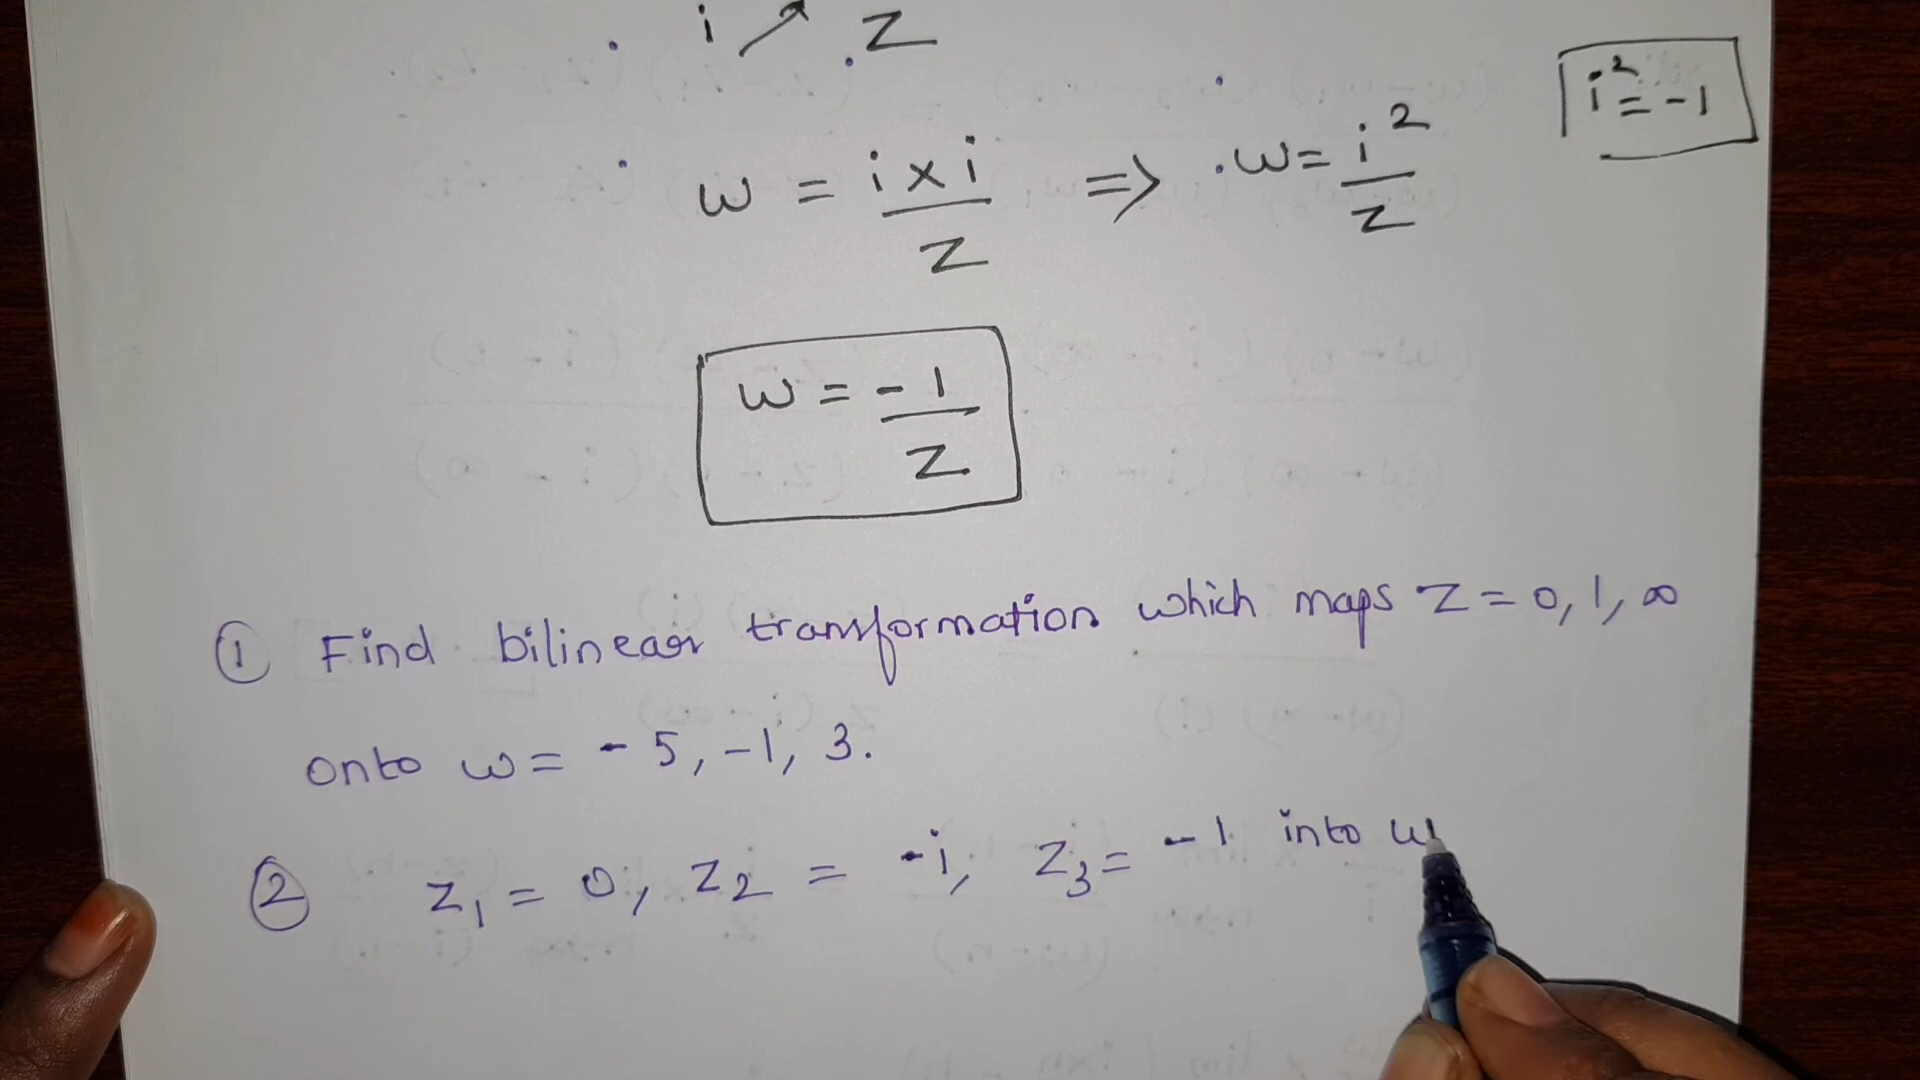 i ↗ z
i² = -1
w = i × i / z ⇒ w = i² / z
w = -1 / z
① Find bilinear transformation which maps z = 0, 1, ∞
onto w = -5, -1, 3.
② z₁ = 0, z₂ = -i, z₃ = -1 into w